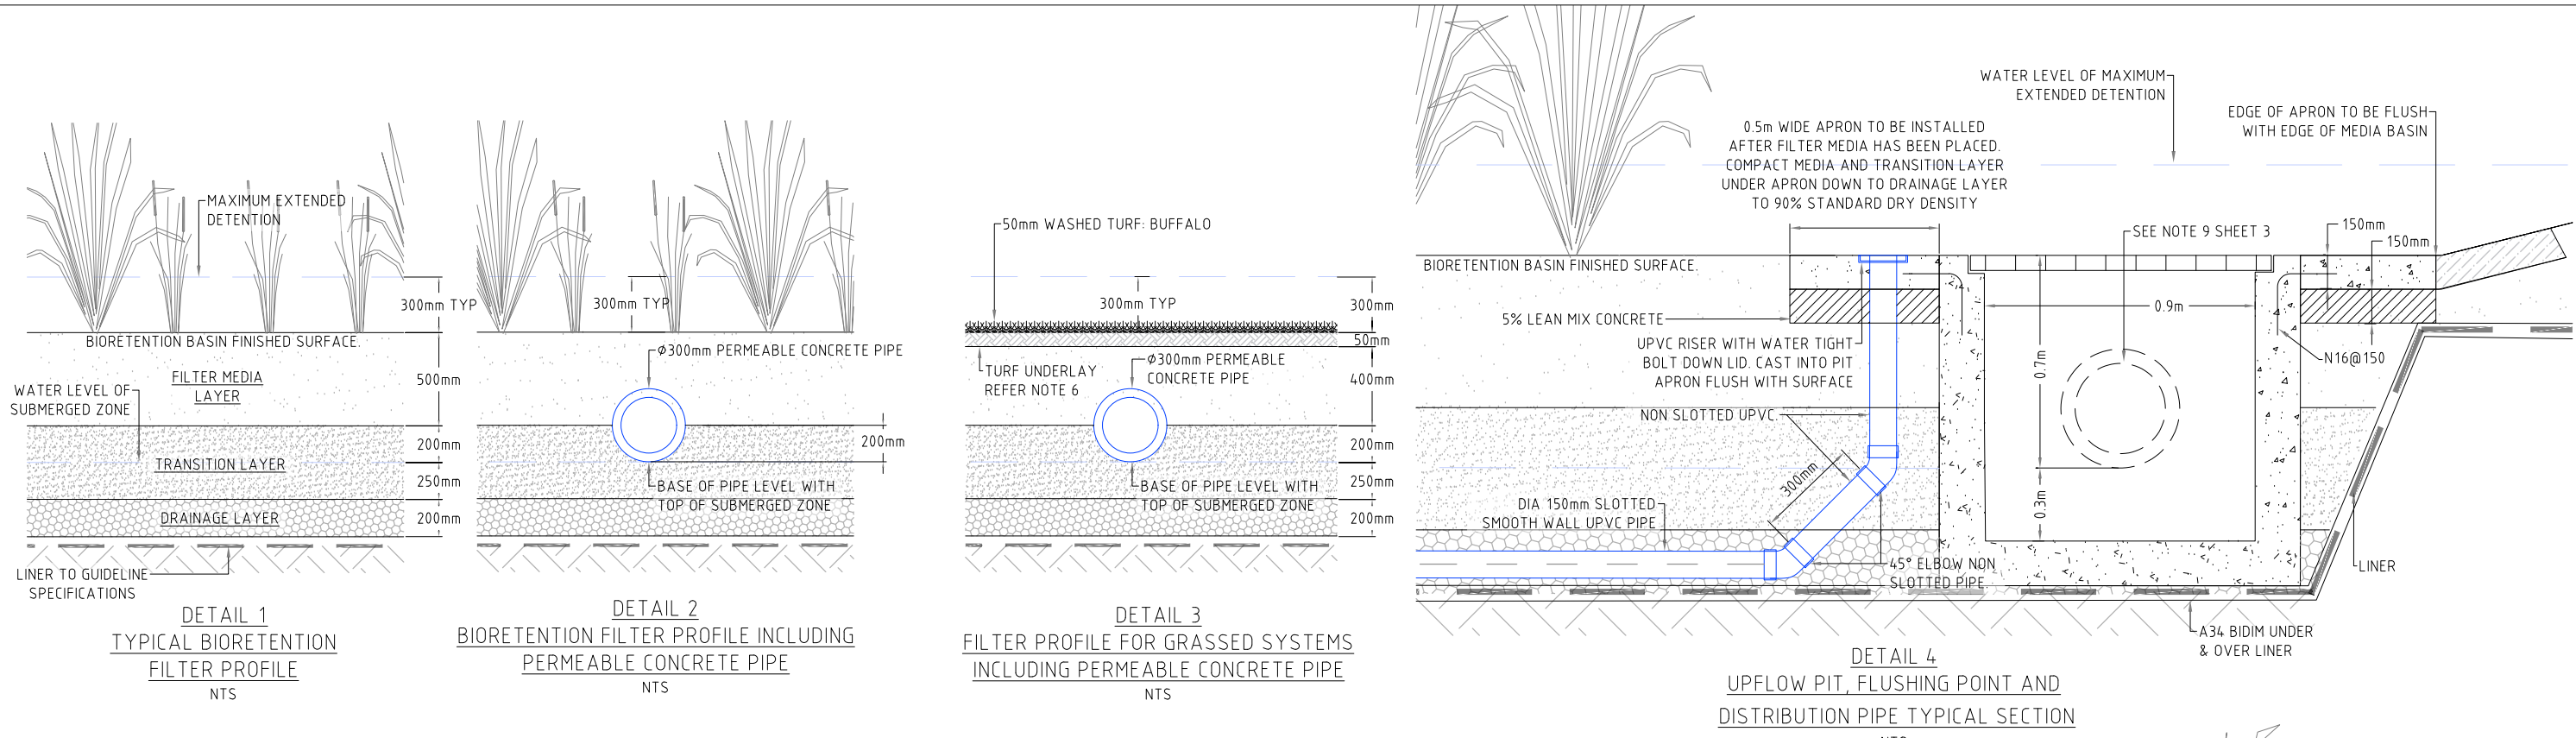 MAXIMUM EXTENDED
DETENTION
300mm TYP
BIORETENTION BASIN FINISHED SURFACE.
FILTER MEDIA
LAYER
500mm
WATER LEVEL OF
SUBMERGED ZONE
200mm
TRANSITION LAYER
250mm
DRAINAGE LAYER
200mm
LINER TO GUIDELINE
SPECIFICATIONS
DETAIL 1
TYPICAL BIORETENTION
FILTER PROFILE
NTS
300mm TYP
Ø300mm PERMEABLE CONCRETE PIPE
200mm
BASE OF PIPE LEVEL WITH
TOP OF SUBMERGED ZONE
DETAIL 2
BIORETENTION FILTER PROFILE INCLUDING
PERMEABLE CONCRETE PIPE
NTS
50mm WASHED TURF: BUFFALO
300mm TYP
300mm
50mm
TURF UNDERLAY
REFER NOTE 6
Ø300mm PERMEABLE
CONCRETE PIPE
400mm
200mm
250mm
BASE OF PIPE LEVEL WITH
TOP OF SUBMERGED ZONE
200mm
DETAIL 3
FILTER PROFILE FOR GRASSED SYSTEMS
INCLUDING PERMEABLE CONCRETE PIPE
NTS
WATER LEVEL OF MAXIMUM
EXTENDED DETENTION
EDGE OF APRON TO BE FLUSH
WITH EDGE OF MEDIA BASIN
0.5m WIDE APRON TO BE INSTALLED
AFTER FILTER MEDIA HAS BEEN PLACED.
COMPACT MEDIA AND TRANSITION LAYER
UNDER APRON DOWN TO DRAINAGE LAYER
TO 90% STANDARD DRY DENSITY
SEE NOTE 9 SHEET 3
150mm
150mm
BIORETENTION BASIN FINISHED SURFACE.
0.9m
5% LEAN MIX CONCRETE
UPVC RISER WITH WATER TIGHT
BOLT DOWN LID. CAST INTO PIT
APRON FLUSH WITH SURFACE
0.7m
N16@150
NON SLOTTED UPVC.
300mm
DIA 150mm SLOTTED
SMOOTH WALL UPVC PIPE
0.3m
45° ELBOW NON
SLOTTED PIPE.
LINER
A34 BIDIM UNDER
& OVER LINER
DETAIL 4
UPFLOW PIT, FLUSHING POINT AND
DISTRIBUTION PIPE TYPICAL SECTION